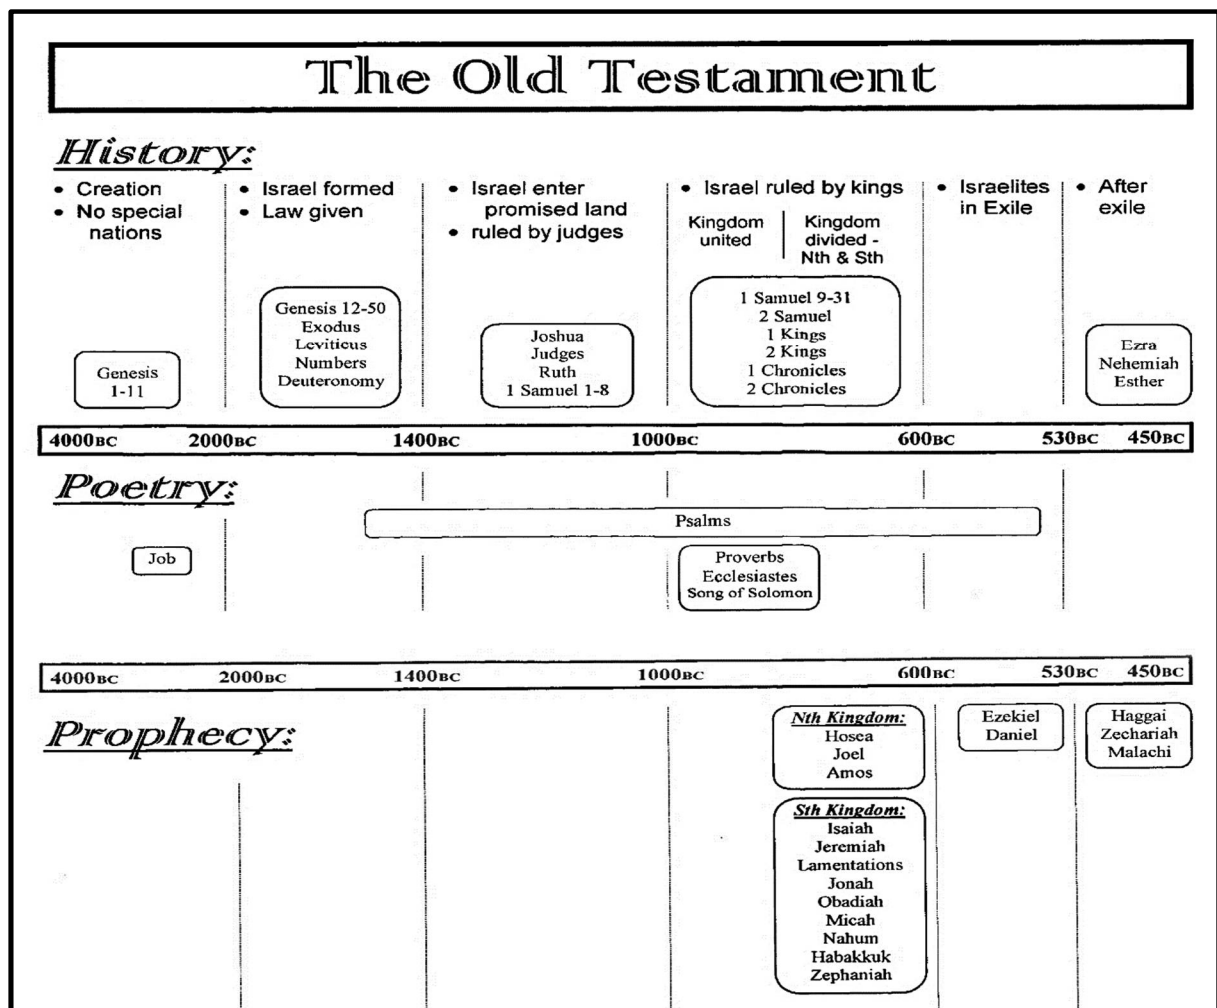 The Old Testament
History:
• Creation
• No special
nations
• Israel formed
• Law given
• Israel enter
promised land
• ruled by judges
• Israel ruled by kings
Kingdom
united
Kingdom
divided -
Nth & Sth
• Israelites
in Exile
• After
exile
Genesis
1-11
Genesis 12-50
Exodus
Leviticus
Numbers
Deuteronomy
Joshua
Judges
Ruth
1 Samuel 1-8
1 Samuel 9-31
2 Samuel
1 Kings
2 Kings
1 Chronicles
2 Chronicles
Ezra
Nehemiah
Esther
4000BC 2000BC 1400BC 1000BC 600BC 530BC 450BC
Poetry:
Psalms
Job
Proverbs
Ecclesiastes
Song of Solomon
4000BC 2000BC 1400BC 1000BC 600BC 530BC 450BC
Prophecy:
Nth Kingdom:
Hosea
Joel
Amos
Sth Kingdom:
Isaiah
Jeremiah
Lamentations
Jonah
Obadiah
Micah
Nahum
Habakkuk
Zephaniah
Ezekiel
Daniel
Haggai
Zechariah
Malachi